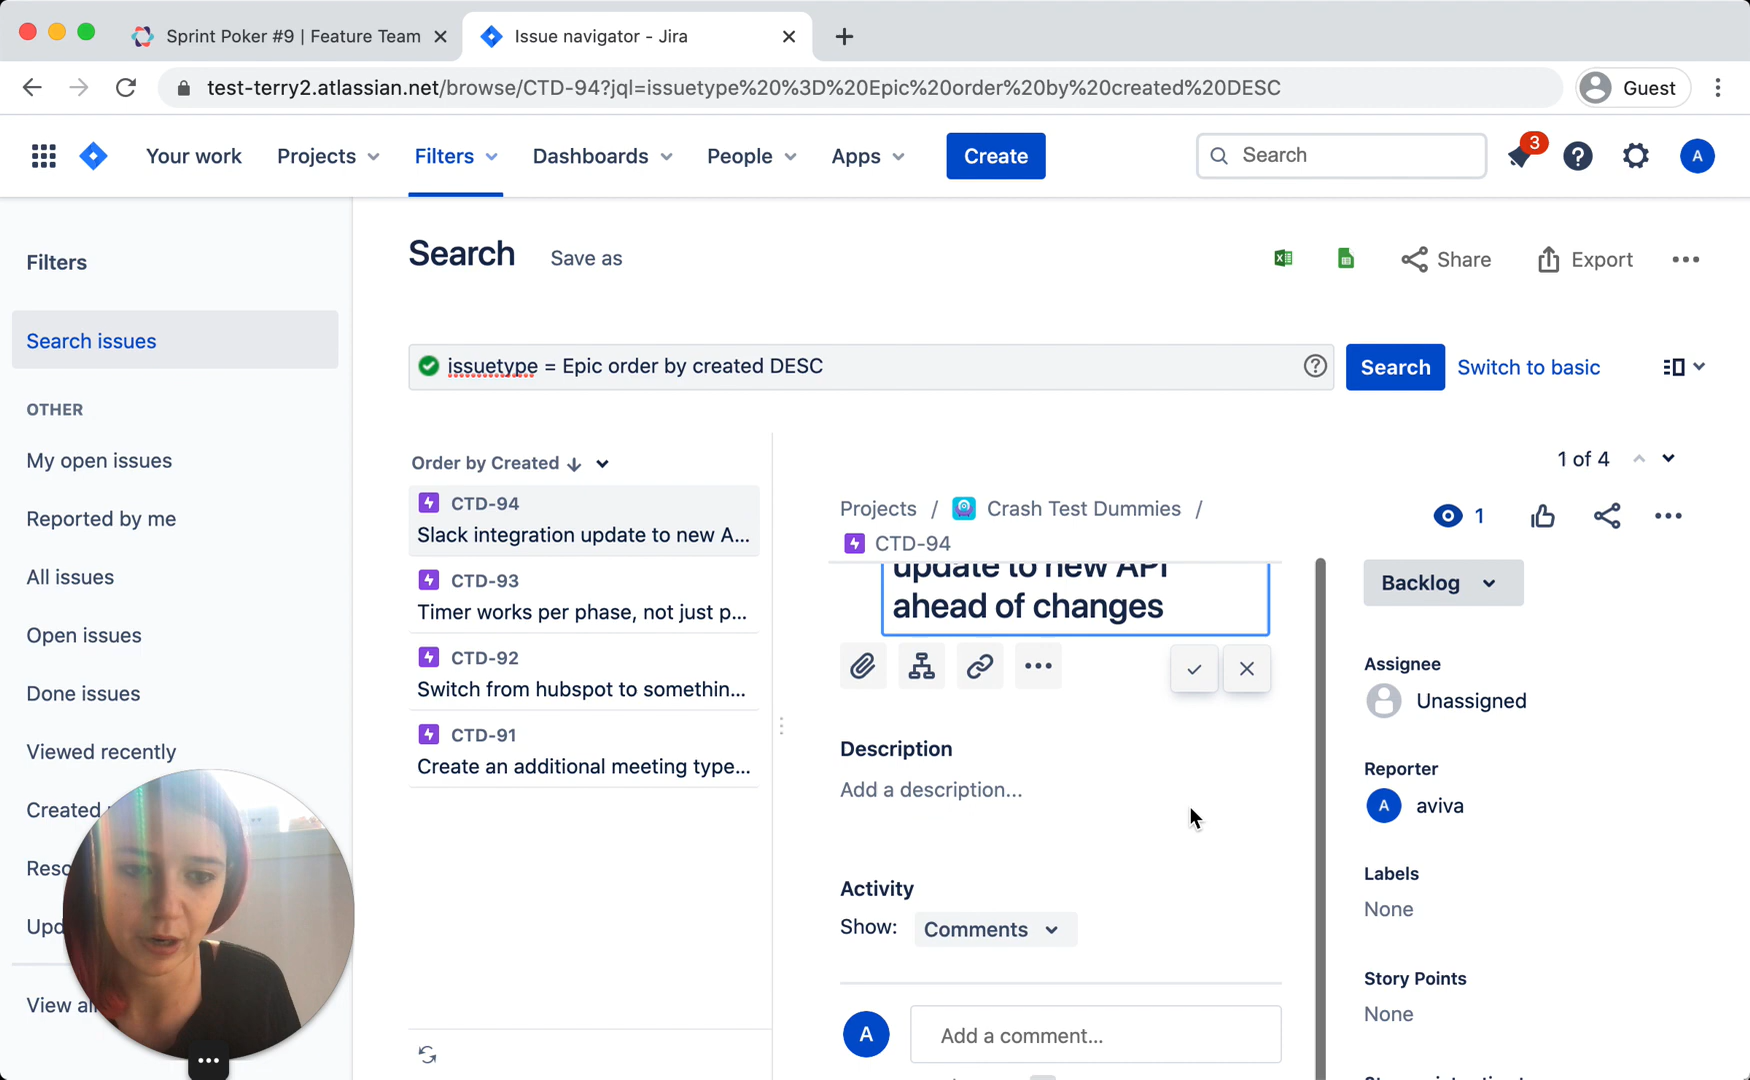 Sprint Poker #9 | Feature Team
Issue navigator - Jira
test-terry2.atlassian.net/browse/CTD-94?jql=issuetype%20%3D%20Epic%20order%20by%20created%20DESC
Guest
Your work
Projects
Filters
Dashboards
People
Apps
Create
Search
3
A
Filters
Search issues
OTHER
My open issues
Reported by me
All issues
Open issues
Done issues
Viewed recently
Created
Search
Save as
Share
Export
issuetype = Epic order by created DESC
Search
Switch to basic
Order by Created
CTD-94
Slack integration update to new A...
CTD-93
Timer works per phase, not just p...
CTD-92
Switch from hubspot to somethin...
CTD-91
Create an additional meeting type...
1 of 4
Projects / Crash Test Dummies /
CTD-94
1
update to new API
ahead of changes
Description
Add a description...
Activity
Show: Comments
A
Add a comment...
Backlog
Assignee
Unassigned
Reporter
A aviva
Labels
None
Story Points
None